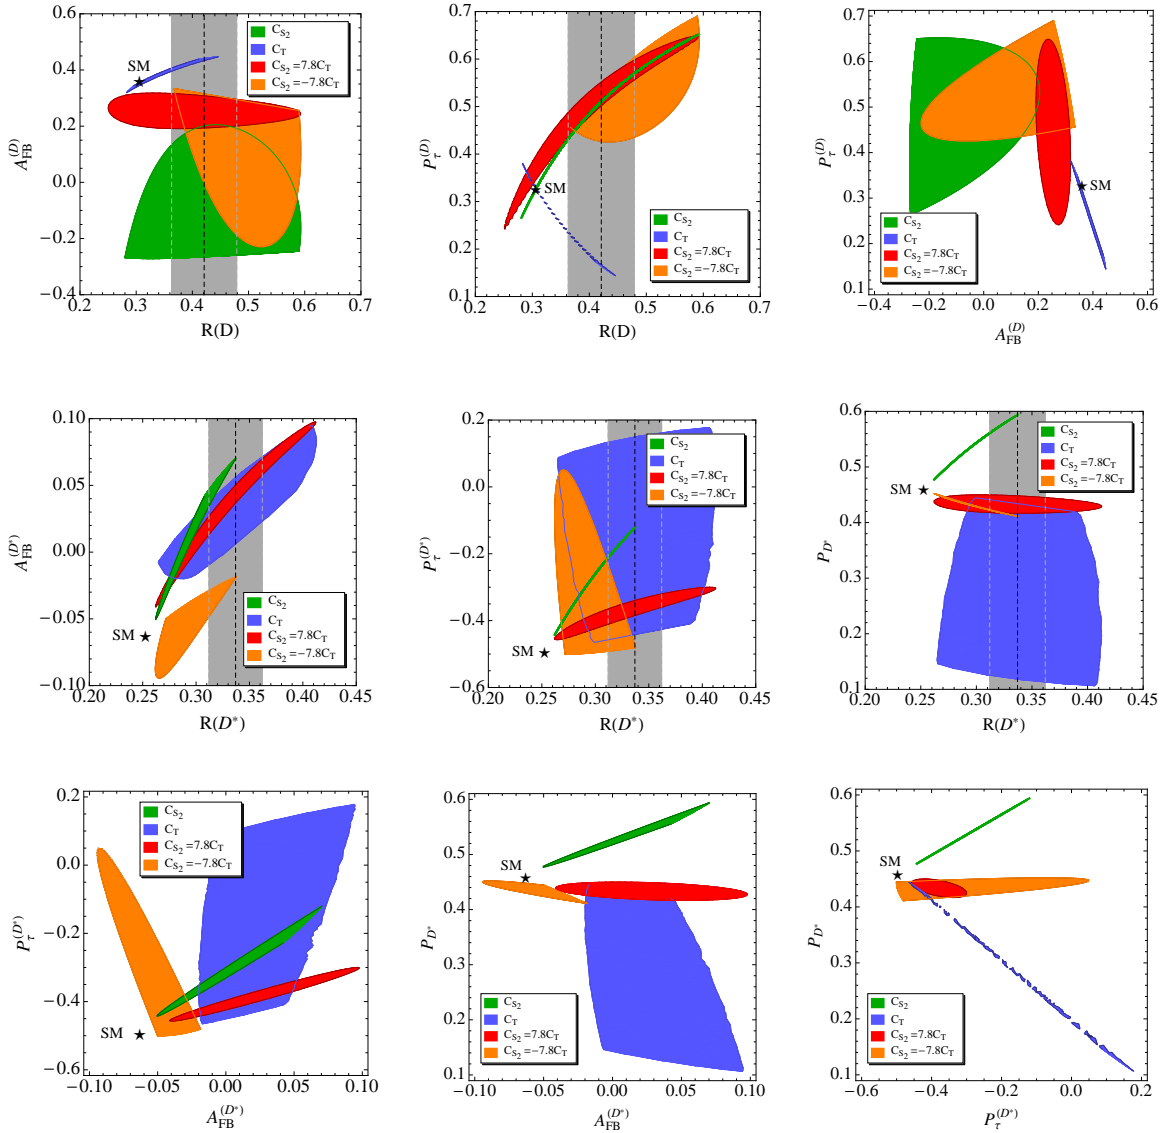 0.6
0.4
0.2
0.0
−0.2
−0.4
0.2 0.3 0.4 0.5 0.6 0.7
A_FB^(D)
R(D)
SM
C_S2
C_T
C_S2 = 7.8C_T
C_S2 = −7.8C_T
0.7
0.6
0.5
0.4
0.3
0.2
0.1
0.2 0.3 0.4 0.5 0.6 0.7
P_τ^(D)
R(D)
SM
C_S2
C_T
C_S2 = 7.8C_T
C_S2 = −7.8C_T
0.7
0.6
0.5
0.4
0.3
0.2
0.1
−0.4 −0.2 0.0 0.2 0.4 0.6
P_τ^(D)
A_FB^(D)
SM
C_S2
C_T
C_S2 = 7.8C_T
C_S2 = −7.8C_T
0.10
0.05
0.00
−0.05
−0.10
0.20 0.25 0.30 0.35 0.40 0.45
A_FB^(D*)
R(D*)
SM
C_S2
C_T
C_S2 = 7.8C_T
C_S2 = −7.8C_T
0.2
0.0
−0.2
−0.4
−0.6
0.20 0.25 0.30 0.35 0.40 0.45
P_τ^(D*)
R(D*)
SM
C_S2
C_T
C_S2 = 7.8C_T
C_S2 = −7.8C_T
0.6
0.5
0.4
0.3
0.2
0.1
0.20 0.25 0.30 0.35 0.40 0.45
P_D*
R(D*)
SM
C_S2
C_T
C_S2 = 7.8C_T
C_S2 = −7.8C_T
0.2
0.0
−0.2
−0.4
−0.6
−0.10 −0.05 0.00 0.05 0.10
P_τ^(D*)
A_FB^(D*)
SM
C_S2
C_T
C_S2 = 7.8C_T
C_S2 = −7.8C_T
0.6
0.5
0.4
0.3
0.2
0.1
−0.10 −0.05 0.00 0.05 0.10
P_D*
A_FB^(D*)
SM
C_S2
C_T
C_S2 = 7.8C_T
C_S2 = −7.8C_T
0.6
0.5
0.4
0.3
0.2
0.1
−0.6 −0.4 −0.2 0.0 0.2
P_D*
P_τ^(D*)
SM
C_S2
C_T
C_S2 = 7.8C_T
C_S2 = −7.8C_T